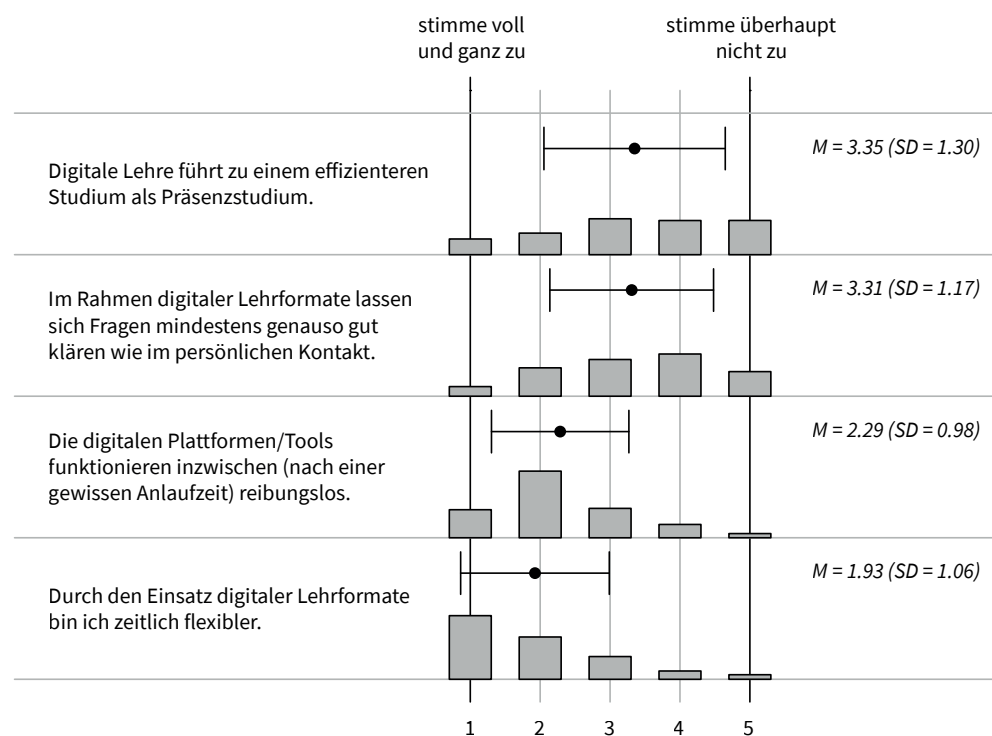 stimme voll
und ganz zu
stimme überhaupt
nicht zu
Digitale Lehre führt zu einem effizienteren
Studium als Präsenzstudium.
M = 3.35 (SD = 1.30)
Im Rahmen digitaler Lehrformate lassen
sich Fragen mindestens genauso gut
klären wie im persönlichen Kontakt.
M = 3.31 (SD = 1.17)
Die digitalen Plattformen/Tools
funktionieren inzwischen (nach einer
gewissen Anlaufzeit) reibungslos.
M = 2.29 (SD = 0.98)
Durch den Einsatz digitaler Lehrformate
bin ich zeitlich flexibler.
M = 1.93 (SD = 1.06)
1 2 3 4 5